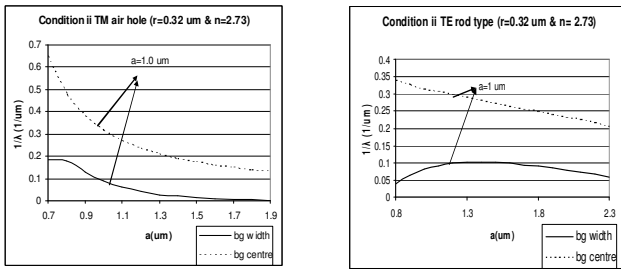 Condition ii TM air hole (r=0.32 um & n=2.73)
0.7
0.6
0.5
0.4
0.3
0.2
0.1
0
1/λ (1/um)
a=1.0 um
0.7 0.9 1.1 1.3 1.5 1.7 1.9
a(um)
bg width
bg centre
Condition ii TE rod type (r=0.32 um & n= 2.73)
0.4
0.35
0.3
0.25
0.2
0.15
0.1
0.05
0
1/λ (1/um)
a=1 um
0.8 1.3 1.8 2.3
a(um)
bg width
bg centre